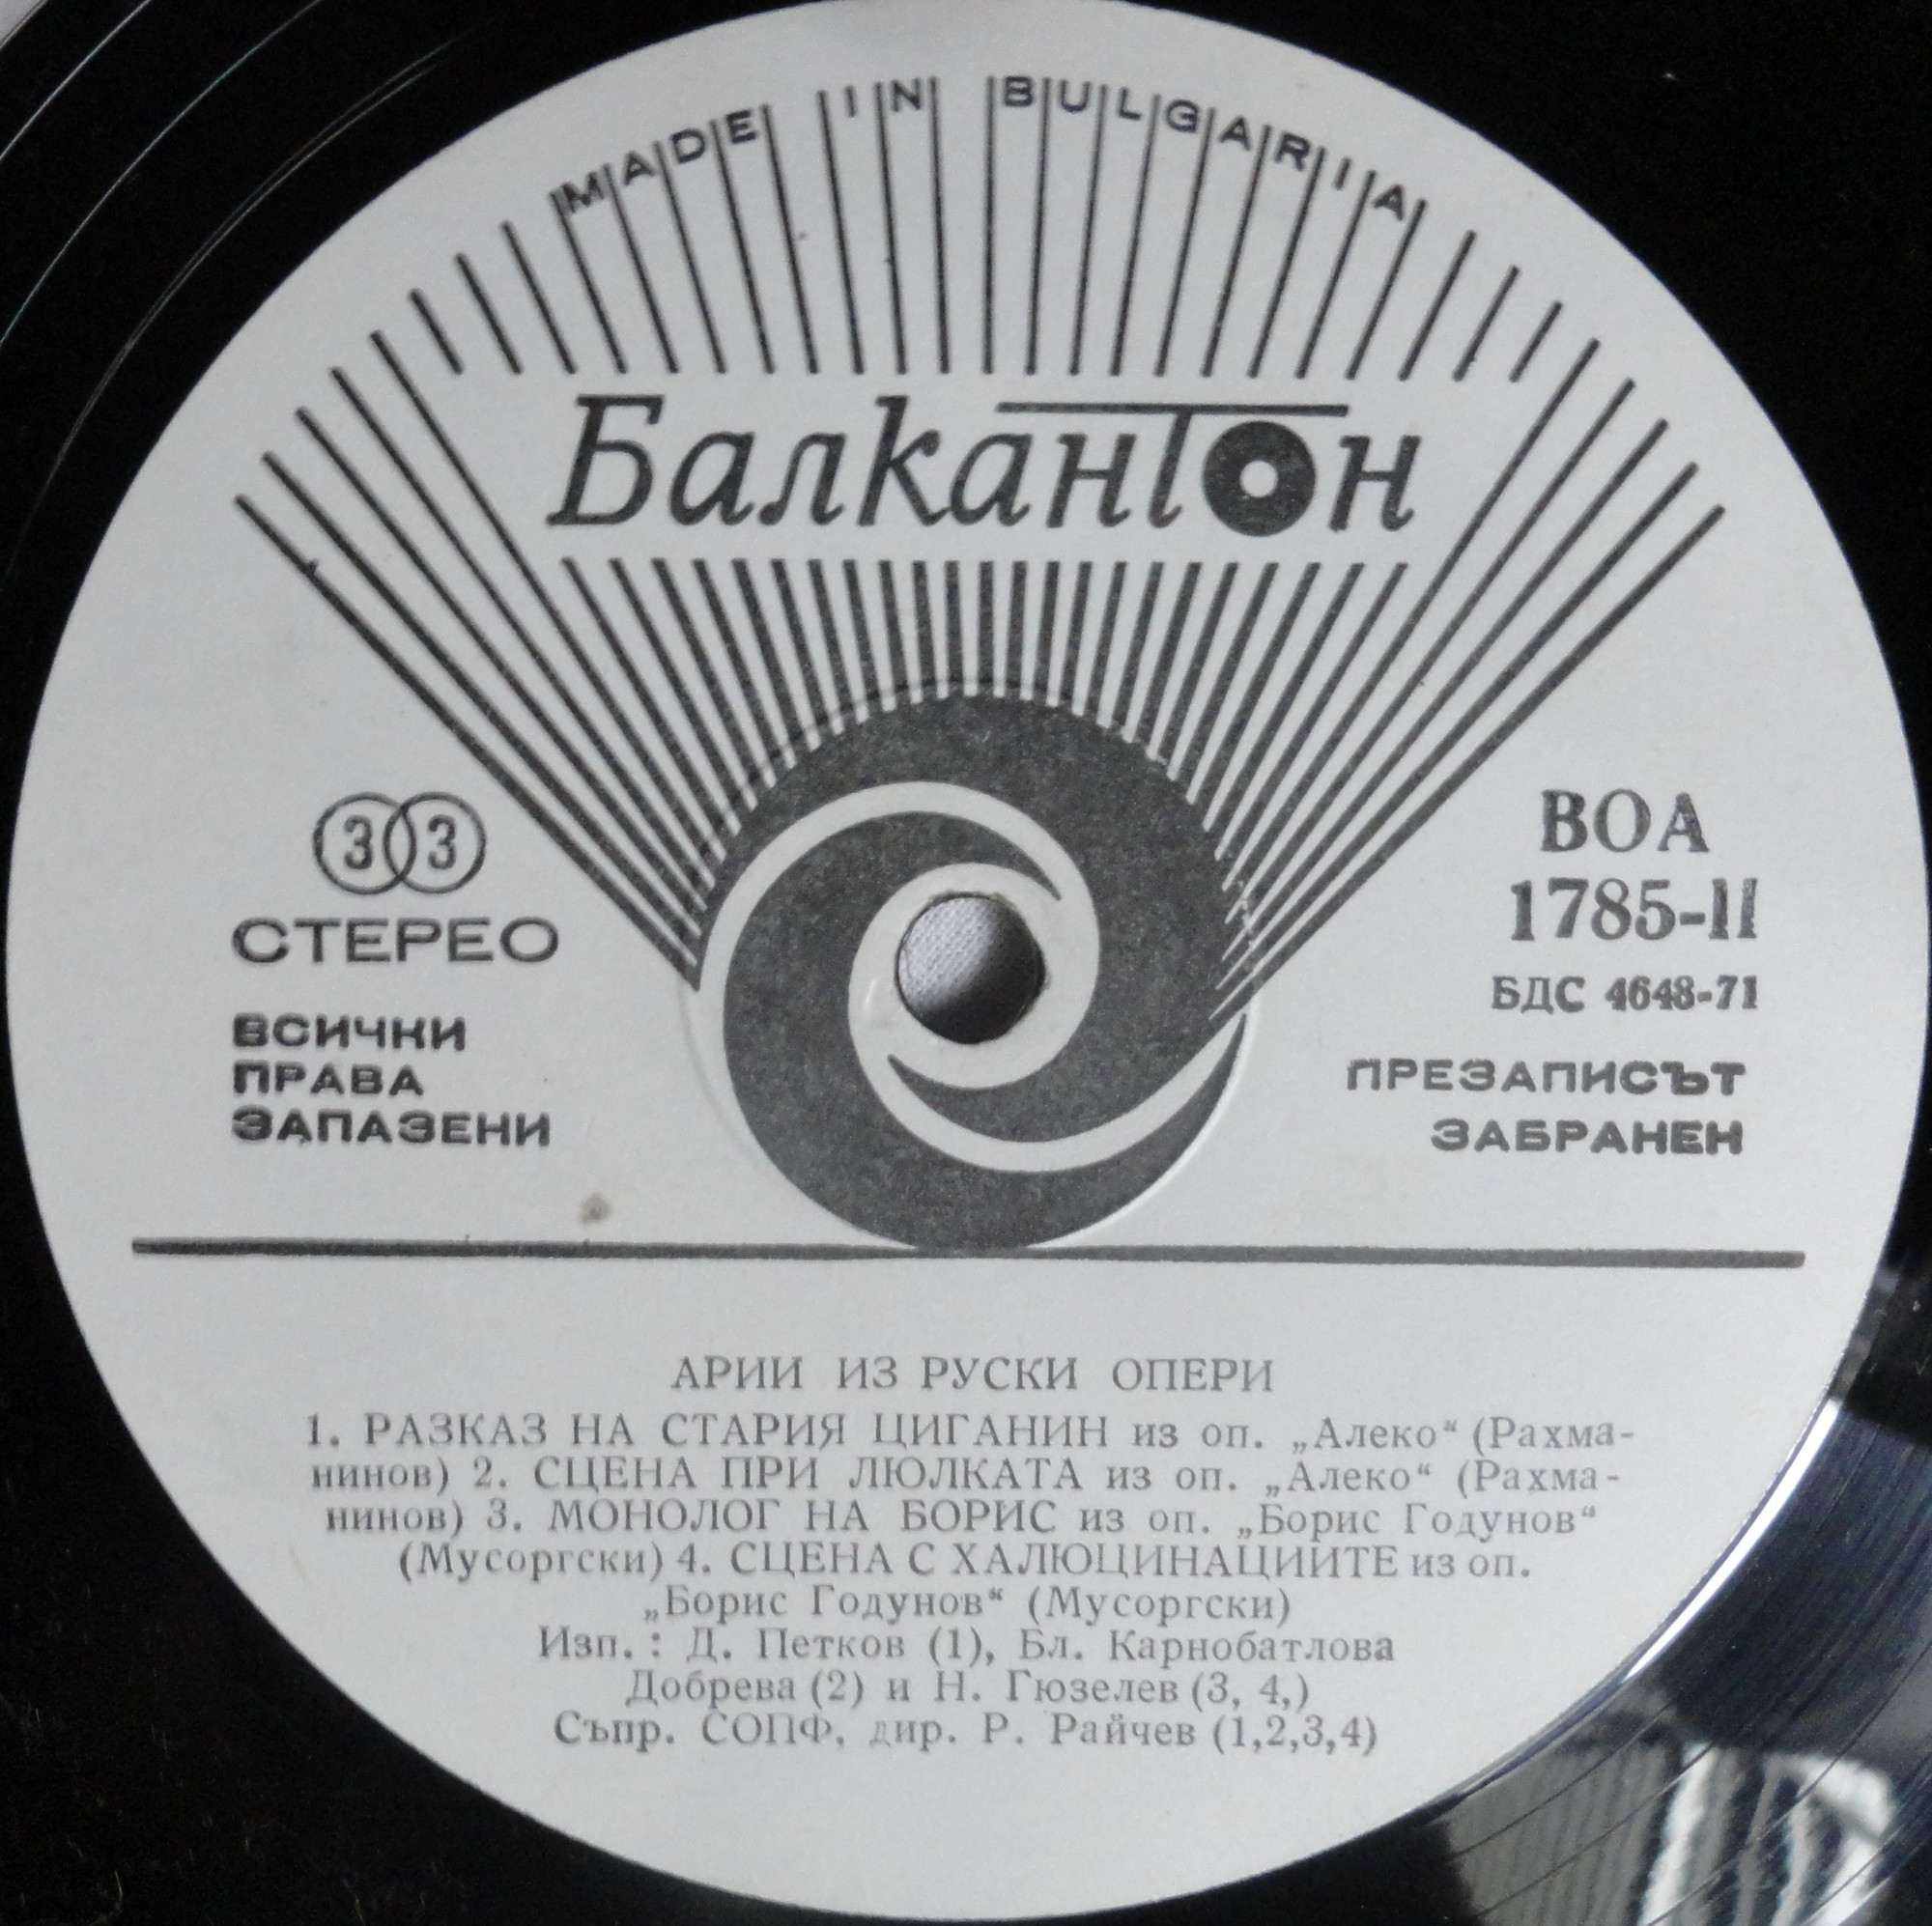 MADE IN BULGARIA
Балкантон
33
СТЕРЕО
ВСИЧКИ
ПРАВА
ЗАПАЗЕНИ
ВОА
1785-II
БДС 4648-71
ПРЕЗАПИСЪТ
ЗАБРАНЕН
АРИИ ИЗ РУСКИ ОПЕРИ
1. РАЗКАЗ НА СТАРИЯ ЦИГАНИН из оп. „Алеко“ (Рахма-
нинов) 2. СЦЕНА ПРИ ЛЮЛКАТА из оп. „Алеко“ (Рахма-
нинов) 3. МОНОЛОГ НА БОРИС из оп. „Борис Годунов“
(Мусоргски) 4. СЦЕНА С ХАЛЮЦИНАЦИИТЕ из оп.
„Борис Годунов“ (Мусоргски)
Изп. : Д. Петков (1), Бл. Карнобатлова
Добрева (2) и Н. Гюзелев (3, 4,)
Съпр. СОПФ, дир. Р. Райчев (1,2,3,4)